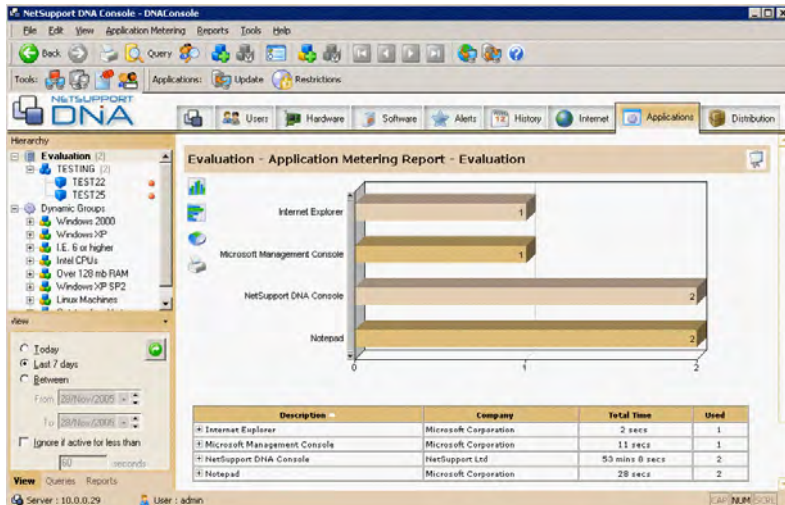 NetSupport DNA Console - DNAConsole
File Edit View Application Metering Reports Tools Help
Back Query
Tools: Applications: Update Restrictions
NETSUPPORT DNA
Users Hardware Software Alerts History Internet Applications Distribution
Hierarchy
Evaluation [2]
TESTING [2]
TEST22
TEST25
Dynamic Groups
Windows 2000
Windows XP
I.E. 6 or higher
Intel CPUs
Over 128 mb RAM
Windows XP SP2
Linux Machines
View
Today
Last 7 days
Between
From 28/Nov/2005
To 28/Nov/2005
Ignore if active for less than
60 seconds
View Queries Reports
Evaluation - Application Metering Report - Evaluation
Internet Explorer 1
Microsoft Management Console 1
NetSupport DNA Console 2
Notepad 2
0 1 2
Description Company Total Time Used
Internet Explorer Microsoft Corporation 2 secs 1
Microsoft Management Console Microsoft Corporation 11 secs 1
NetSupport DNA Console NetSupport Ltd 53 mins 8 secs 2
Notepad Microsoft Corporation 28 secs 2
Server : 10.0.0.29 User : admin CAP NUM SCRL